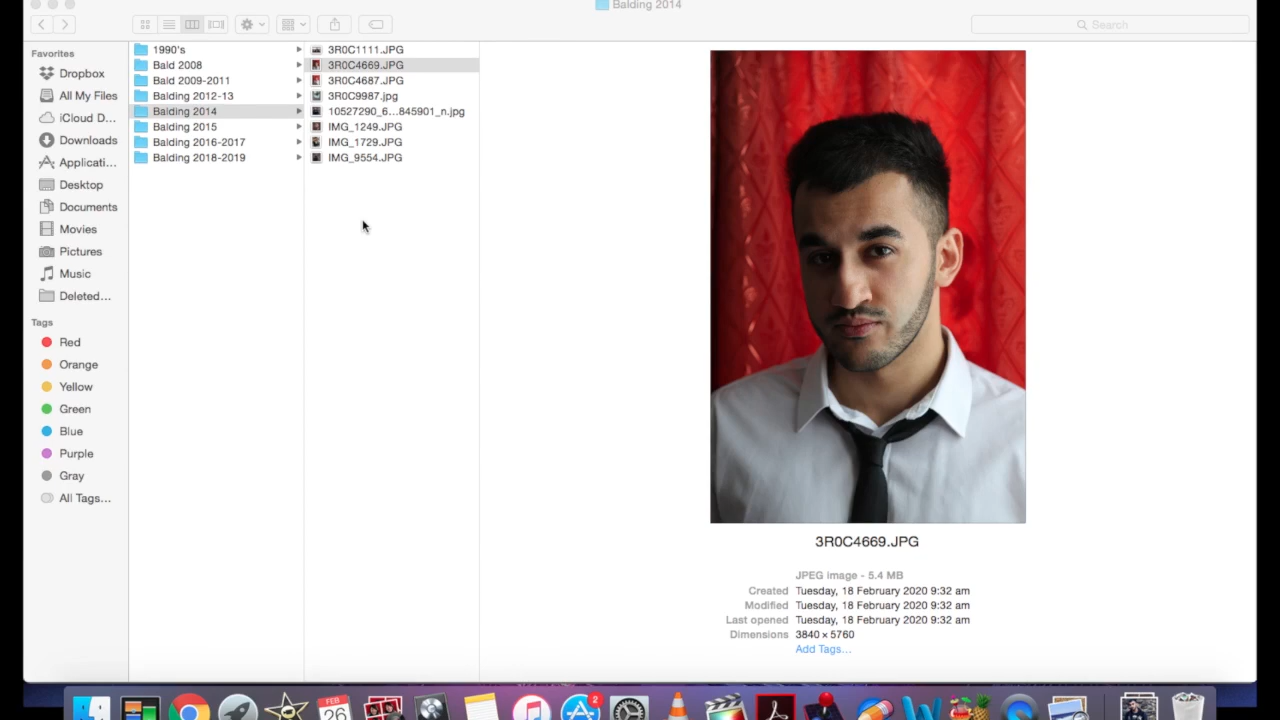 Balding 2014
Search
Favorites
Dropbox
All My Files
iCloud D...
Downloads
Applicati...
Desktop
Documents
Movies
Pictures
Music
Deleted...
Tags
Red
Orange
Yellow
Green
Blue
Purple
Gray
All Tags...
1990's
Bald 2008
Bald 2009-2011
Balding 2012-13
Balding 2014
Balding 2015
Balding 2016-2017
Balding 2018-2019
3R0C1111.JPG
3R0C4669.JPG
3R0C4687.JPG
3R0C9987.jpg
10527290_6...845901_n.jpg
IMG_1249.JPG
IMG_1729.JPG
IMG_9554.JPG
3R0C4669.JPG
JPEG image - 5.4 MB
Created Tuesday, 18 February 2020 9:32 am
Modified Tuesday, 18 February 2020 9:32 am
Last opened Tuesday, 18 February 2020 9:32 am
Dimensions 3840 × 5760
Add Tags...
FEB
26
2